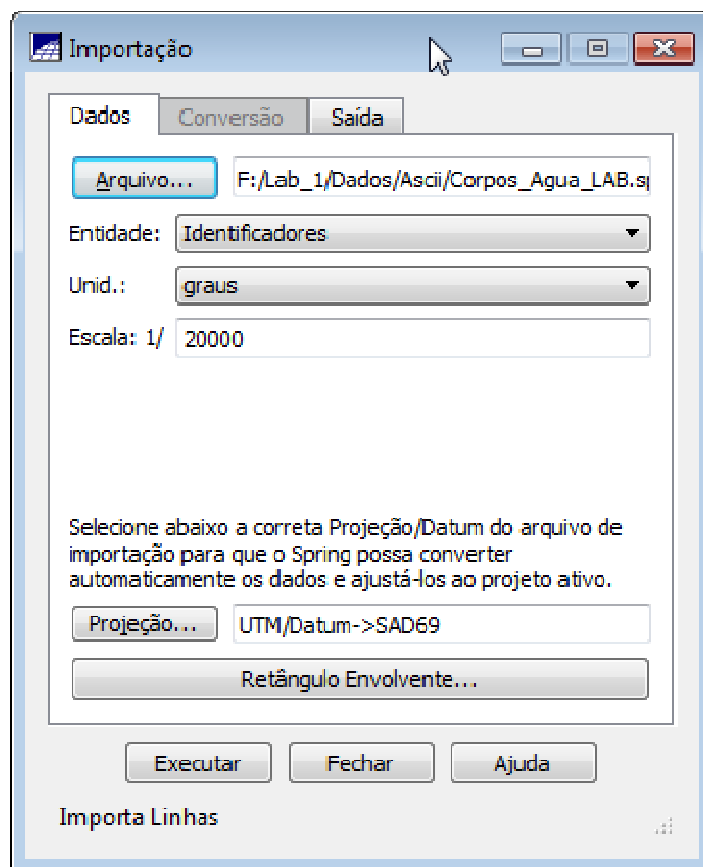 Importação
Dados Conversão Saída
Arquivo... F:/Lab_1/Dados/Ascii/Corpos_Agua_LAB.sp
Entidade: Identificadores
Unid.: graus
Escala: 1/ 20000
Selecione abaixo a correta Projeção/Datum do arquivo de
importação para que o Spring possa converter
automaticamente os dados e ajustá-los ao projeto ativo.
Projeção... UTM/Datum->SAD69
Retângulo Envolvente...
Executar Fechar Ajuda
Importa Linhas